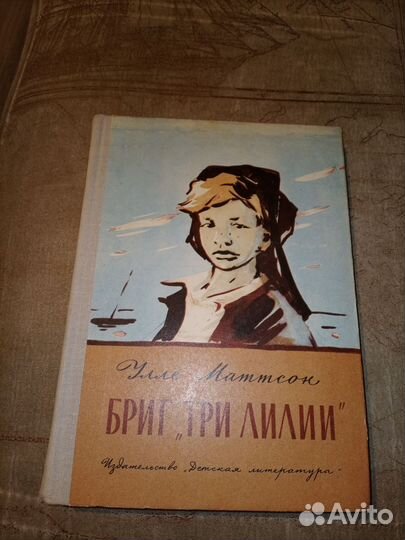 Улле Маттсон
БРИГ „ТРИ ЛИЛИИ"
Издательство „Детская литература"
Avito